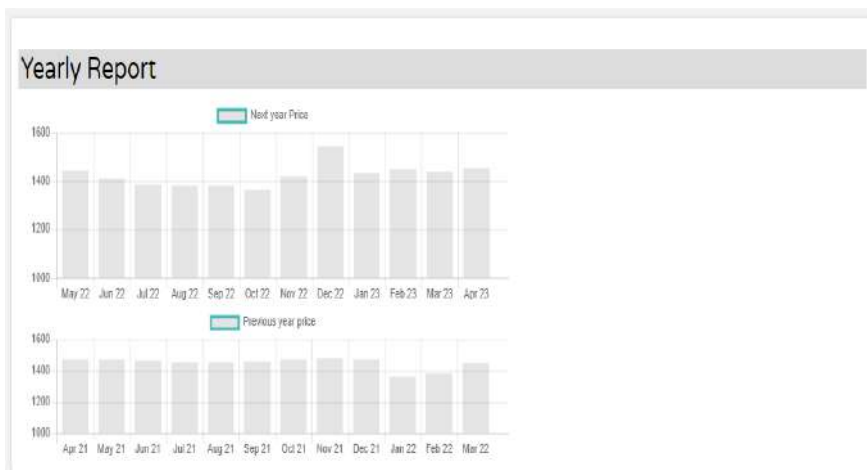 Yearly Report
Next year Price
1600
1400
1200
1000
May 22 Jun 22 Jul 22 Aug 22 Sep 22 Oct 22 Nov 22 Dec 22 Jan 23 Feb 23 Mar 23 Apr 23
Previous year price
1600
1400
1200
1000
Apr 21 May 21 Jun 21 Jul 21 Aug 21 Sep 21 Oct 21 Nov 21 Dec 21 Jan 22 Feb 22 Mar 22